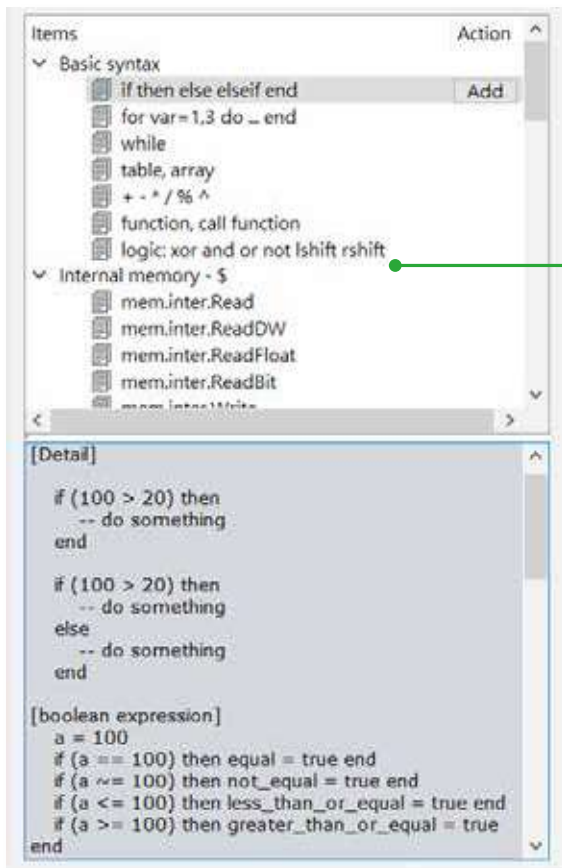 Items Action
Basic syntax
if then else elseif end Add
for var=1,3 do ... end
while
table, array
+ - * / % ^
function, call function
logic: xor and or not lshift rshift
Internal memory - $
mem.inter.Read
mem.inter.ReadDW
mem.inter.ReadFloat
mem.inter.ReadBit
mem.inter.Write
[Detail]
if (100 > 20) then
-- do something
end
if (100 > 20) then
-- do something
else
-- do something
end
[boolean expression]
a = 100
if (a == 100) then equal = true end
if (a ~= 100) then not_equal = true end
if (a <= 100) then less_than_or_equal = true end
if (a >= 100) then greater_than_or_equal = true
end